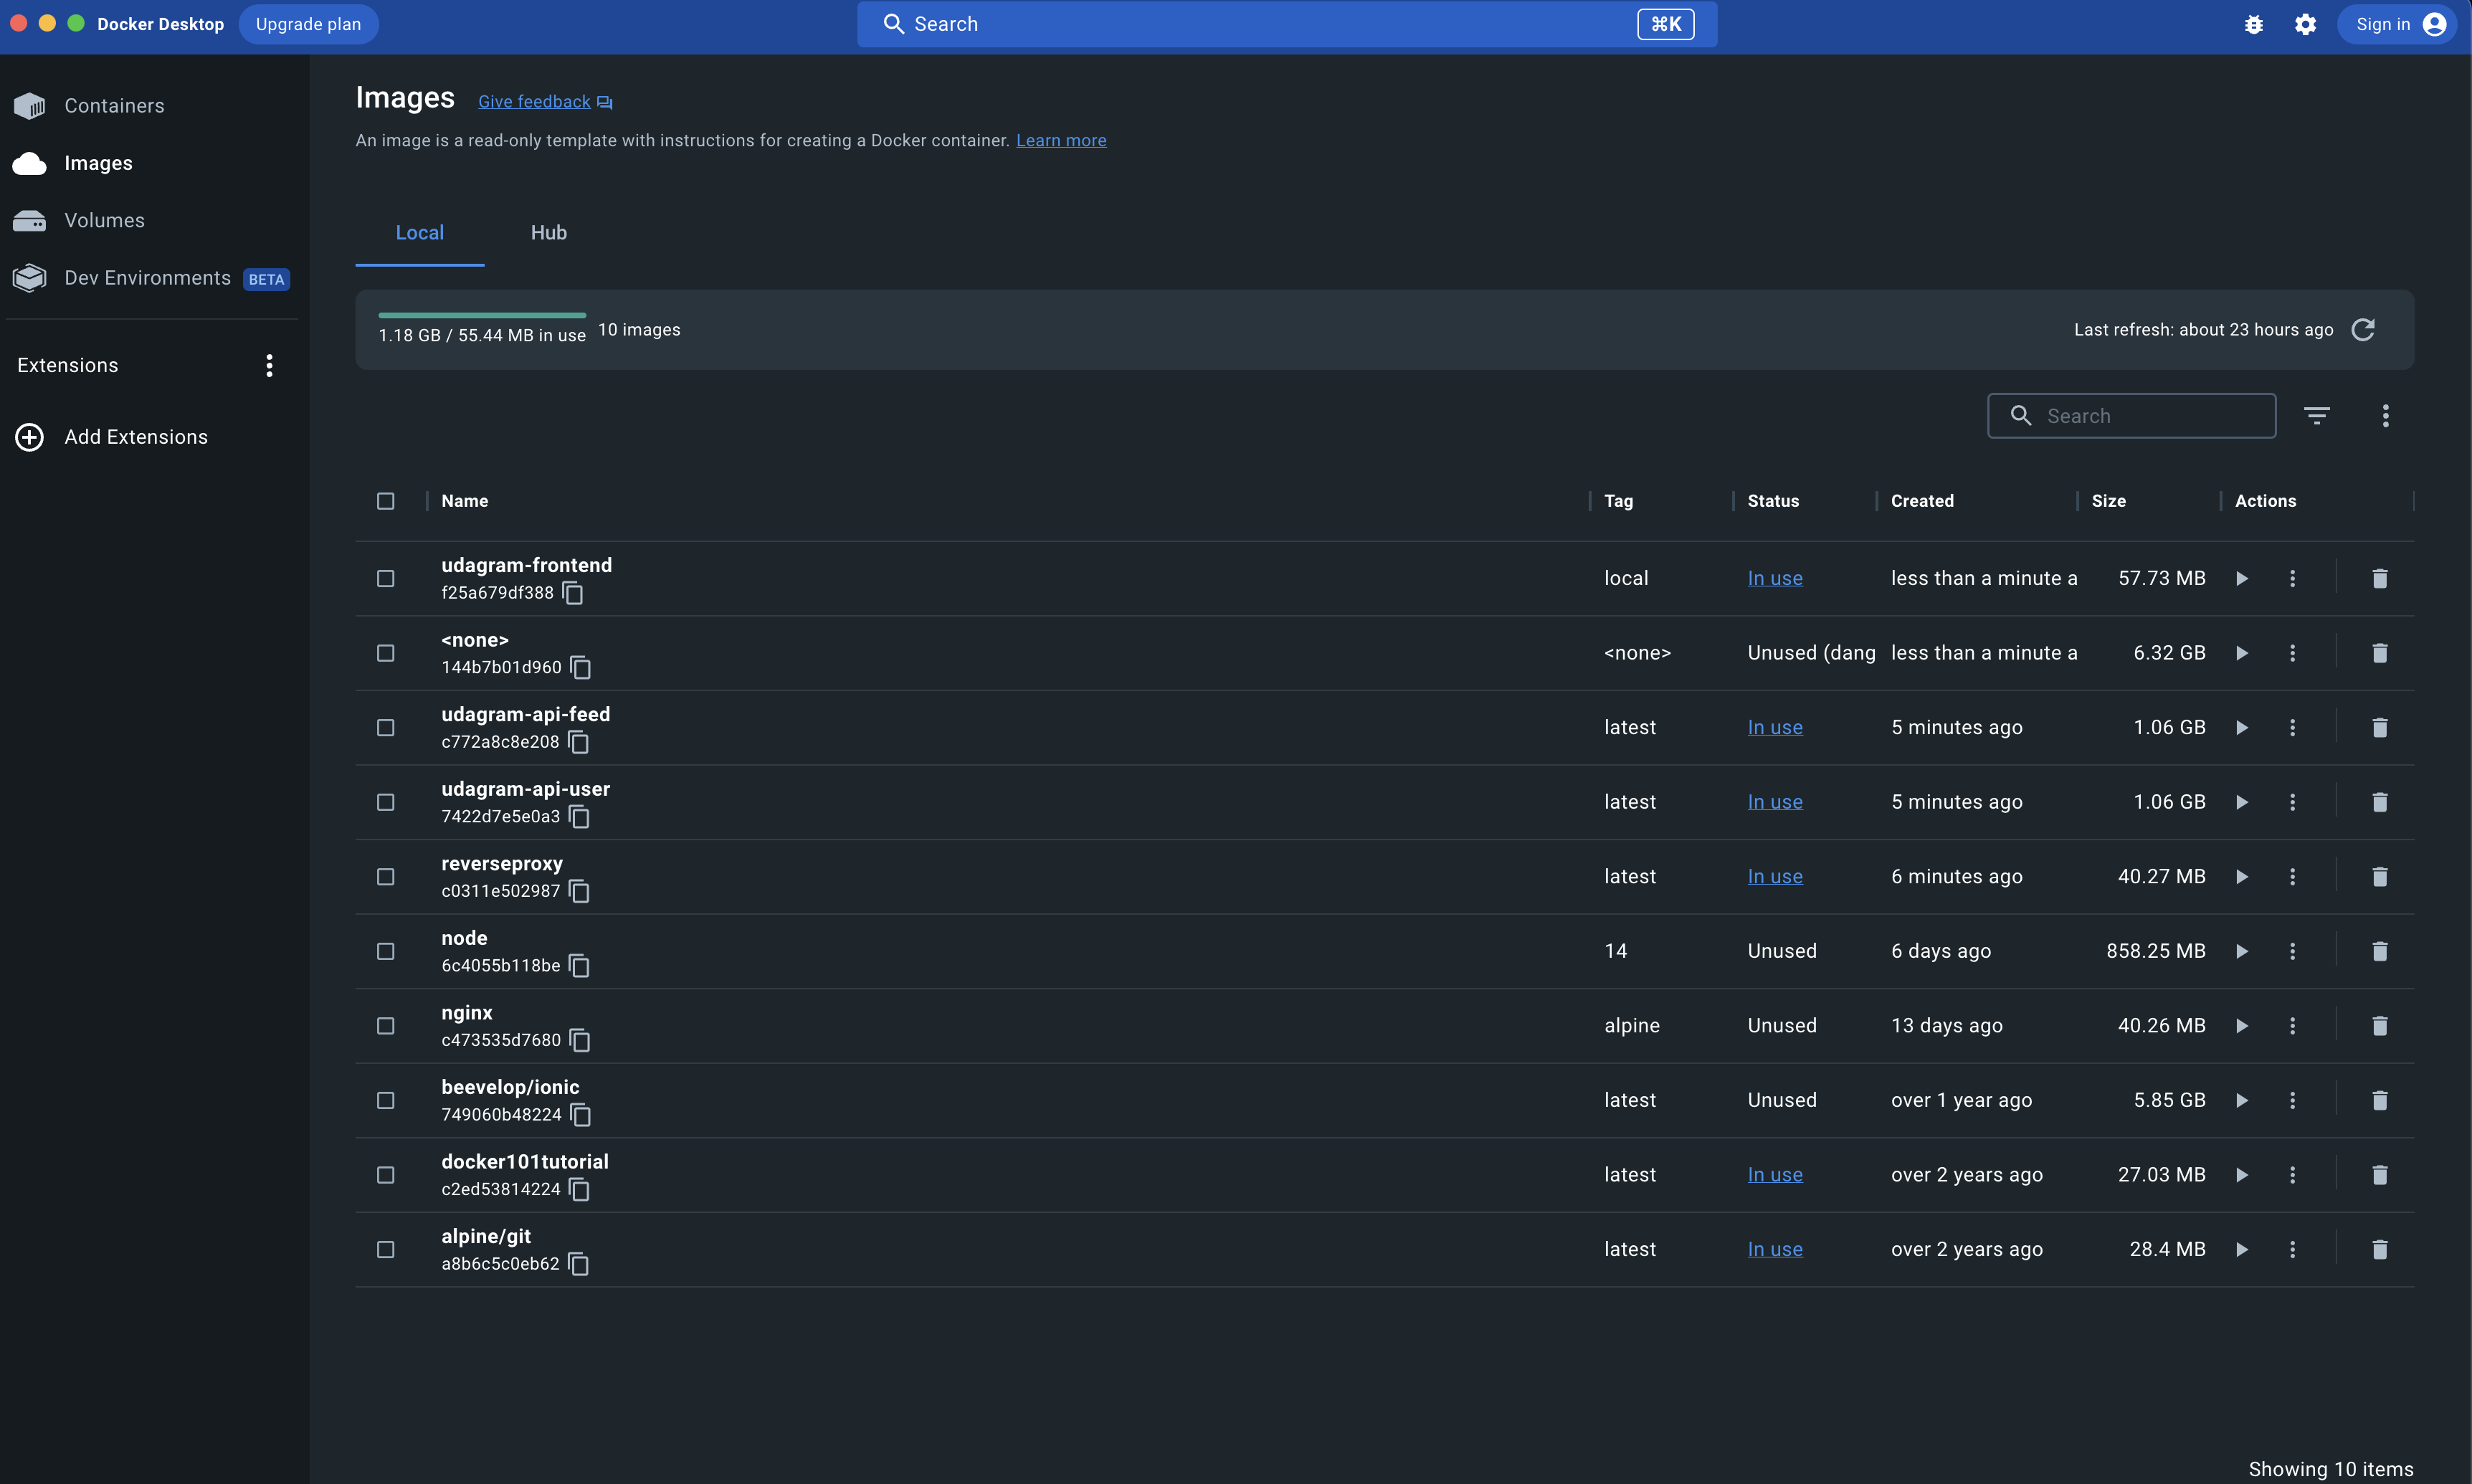 Docker Desktop Upgrade plan Search ⌘K Sign in
Containers
Images
Volumes
Dev Environments BETA
Extensions
Add Extensions
Images Give feedback
An image is a read-only template with instructions for creating a Docker container. Learn more
Local Hub
1.18 GB / 55.44 MB in use 10 images Last refresh: about 23 hours ago
Search
Name Tag Status Created Size Actions
udagram-frontend
f25a679df388 local In use less than a minute a 57.73 MB
<none>
144b7b01d960 <none> Unused (dang less than a minute a 6.32 GB
udagram-api-feed
c772a8c8e208 latest In use 5 minutes ago 1.06 GB
udagram-api-user
7422d7e5e0a3 latest In use 5 minutes ago 1.06 GB
reverseproxy
c0311e502987 latest In use 6 minutes ago 40.27 MB
node
6c4055b118be 14 Unused 6 days ago 858.25 MB
nginx
c473535d7680 alpine Unused 13 days ago 40.26 MB
beevelop/ionic
749060b48224 latest Unused over 1 year ago 5.85 GB
docker101tutorial
c2ed53814224 latest In use over 2 years ago 27.03 MB
alpine/git
a8b6c5c0eb62 latest In use over 2 years ago 28.4 MB
Showing 10 items